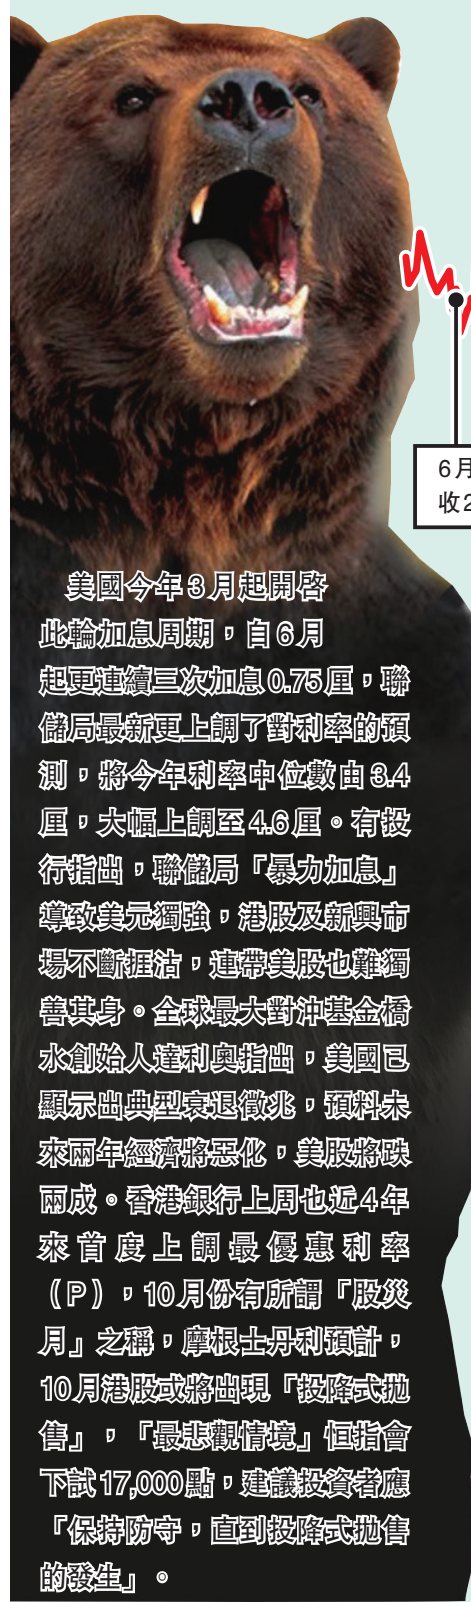 6月
收2
美國今年3月起開啓
此輪加息周期，自6月
起更連續三次加息0.75厘，聯
儲局最新更上調了對利率的預
測，將今年利率中位數由3.4
厘，大幅上調至4.6厘。有投
行指出，聯儲局「暴力加息」
導致美元獨強，港股及新興市
場不斷捱沽，連帶美股也難獨
善其身。全球最大對沖基金橋
水創始人達利奧指出，美國已
顯示出典型衰退徵兆，預料未
來兩年經濟將惡化，美股將跌
兩成。香港銀行上周也近4年
來首度上調最優惠利率
（P），10月份有所謂「股災
月」之稱，摩根士丹利預計，
10月港股或將出現「投降式拋
售」，「最悲觀情境」恒指會
下試17,000點，建議投資者應
「保持防守，直到投降式拋售
的發生」。